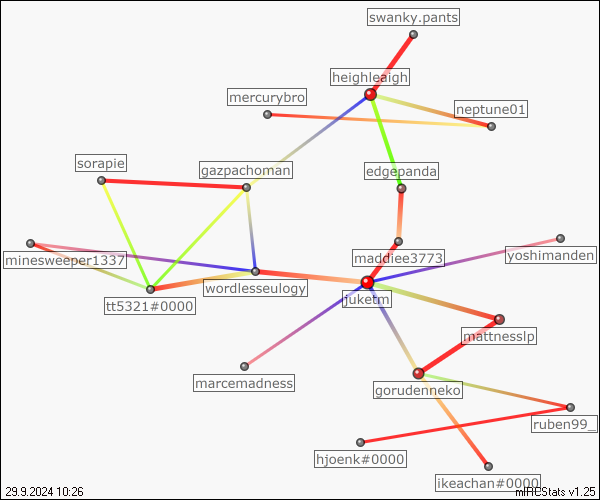 swanky.pants
heighleaigh
mercurybro
neptune01
sorapie
gazpachoman
edgepanda
minesweeper1337
maddiee3773
yoshimanden
tt5321#0000
wordlesseulogy
juketm
mattnesslp
marcemadness
gorudenneko
ruben99_
hjoenk#0000
ikeachan#0000
29.9.2024 10:26
mIRCStats v1.25